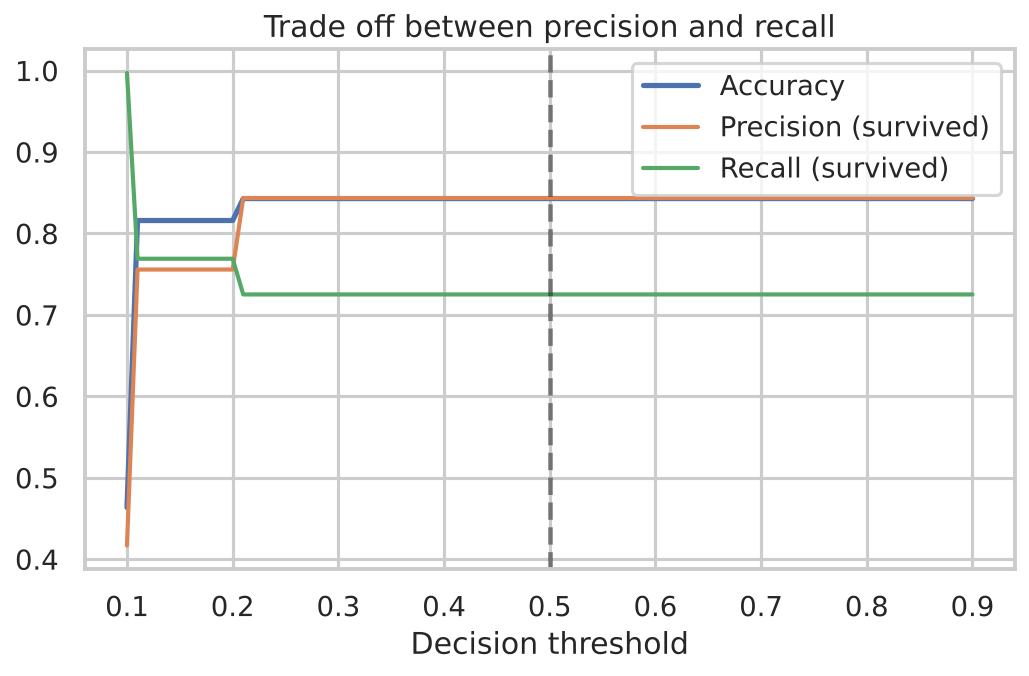 Trade off between precision and recall
1.0
0.9
0.8
0.7
0.6
0.5
0.4
Accuracy
Precision (survived)
Recall (survived)
0.1 0.2 0.3 0.4 0.5 0.6 0.7 0.8 0.9
Decision threshold